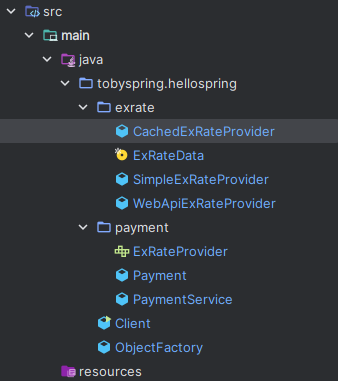 src
main
java
tobyspring.hellospring
exrate
CachedExRateProvider
ExRateData
SimpleExRateProvider
WebApiExRateProvider
payment
ExRateProvider
Payment
PaymentService
Client
ObjectFactory
resources